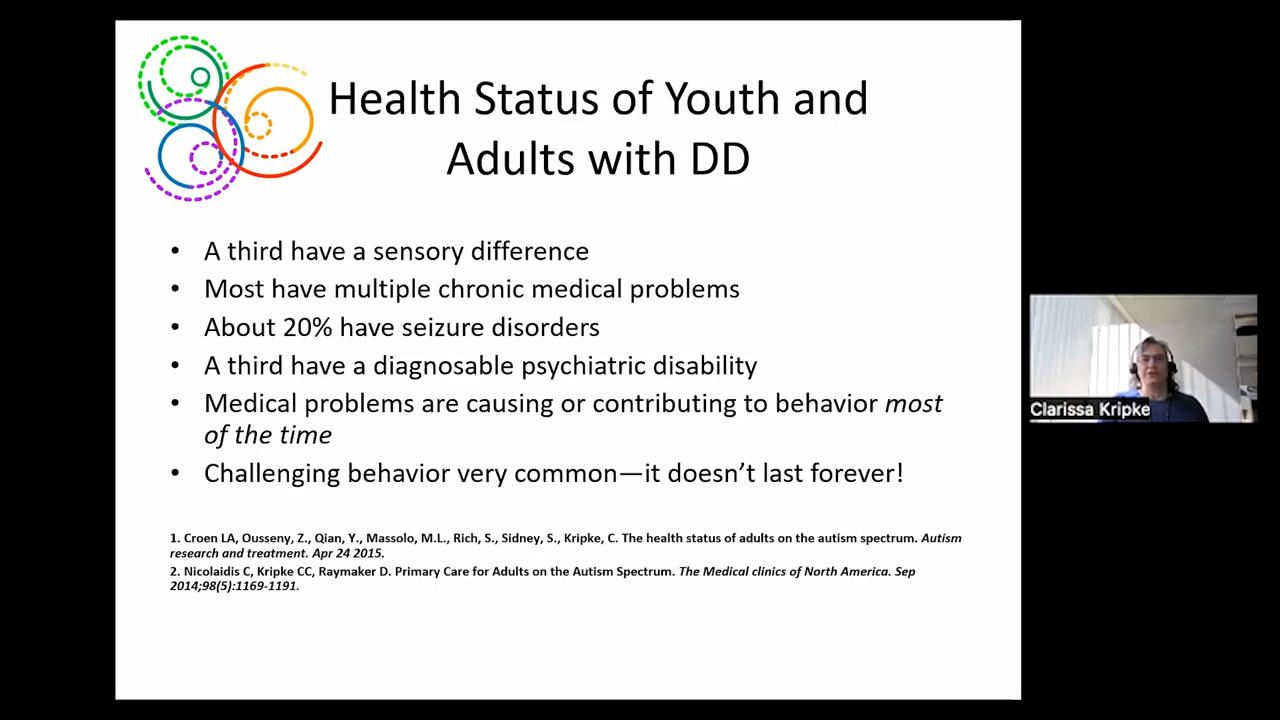 Health Status of Youth and
Adults with DD
• A third have a sensory difference
• Most have multiple chronic medical problems
• About 20% have seizure disorders
• A third have a diagnosable psychiatric disability
• Medical problems are causing or contributing to behavior most
of the time
• Challenging behavior very common—it doesn’t last forever!
1. Croen LA, Ousseny, Z., Qian, Y., Massolo, M.L., Rich, S., Sidney, S., Kripke, C. The health status of adults on the autism spectrum. Autism
research and treatment. Apr 24 2015.
2. Nicolaidis C, Kripke CC, Raymaker D. Primary Care for Adults on the Autism Spectrum. The Medical clinics of North America. Sep
2014;98(5):1169-1191.
Clarissa Kripke